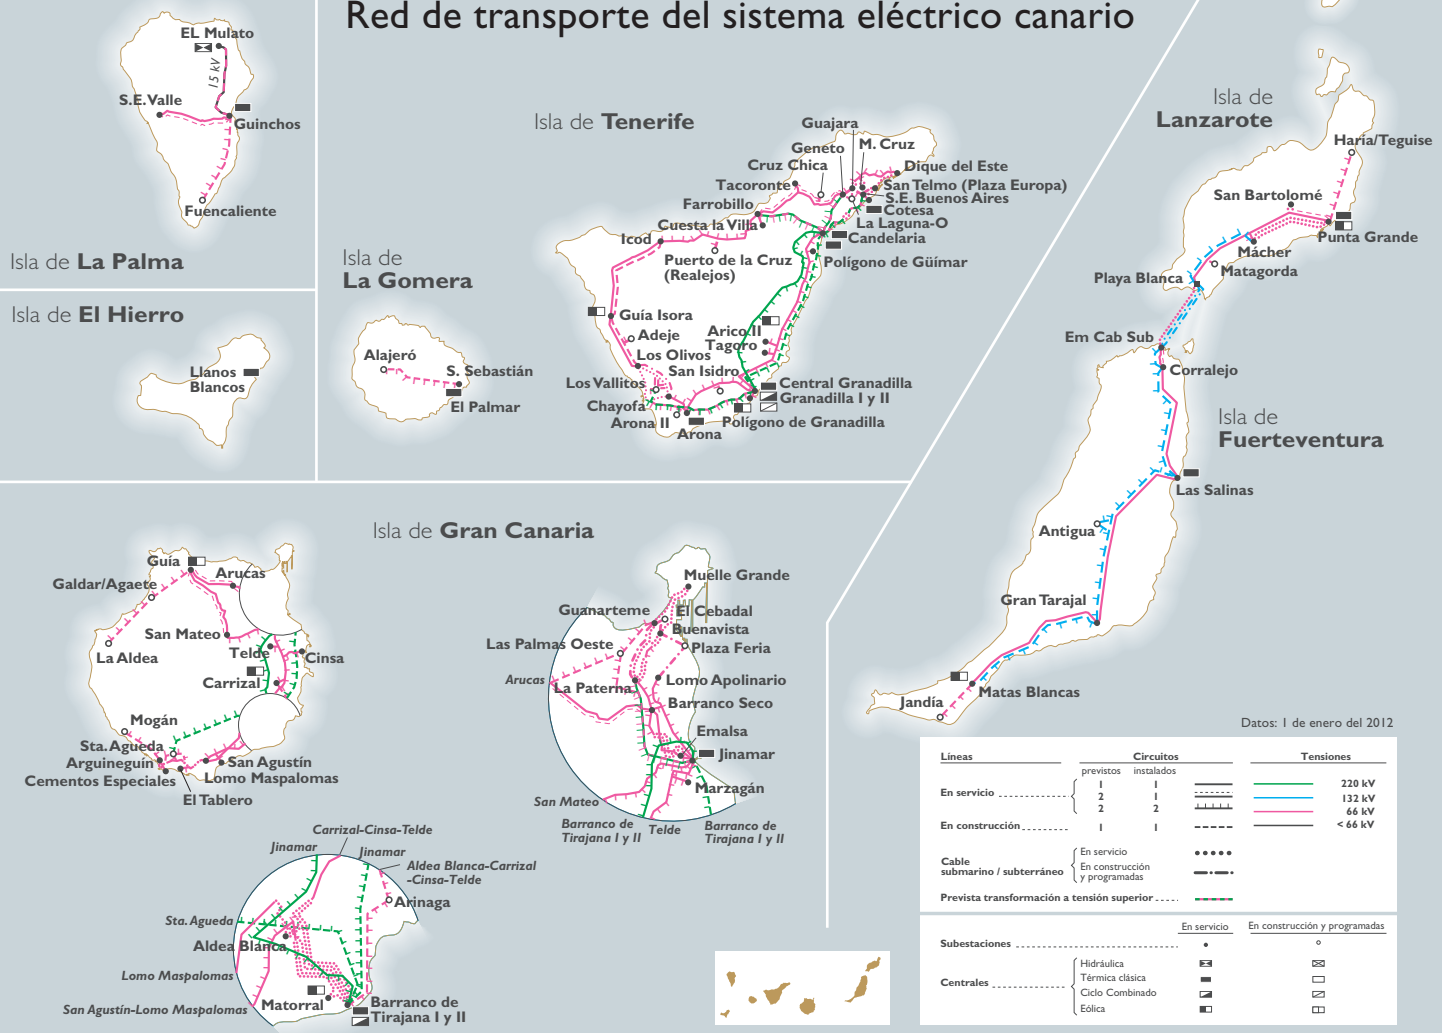 Red de transporte del sistema eléctrico canario
EL Mulato
15 kV
S.E.Valle
Guinchos
Fuencaliente
Isla de La Palma
Isla de El Hierro
Llanos
Blancos
Isla de
La Gomera
Alajeró
S. Sebastián
El Palmar
Isla de Tenerife
Guajara
Geneto
M. Cruz
Cruz Chica
Dique del Este
Tacoronte
San Telmo (Plaza Europa)
S.E. Buenos Aires
Farrobillo
Cotesa
Cuesta la Villa
La Laguna-O
Icod
Candelaria
Puerto de la Cruz
(Realejos)
Polígono de Güímar
Guía Isora
Adeje
Arico II
Tagoro
Los Olivos
San Isidro
Los Vallitos
Central Granadilla
Granadilla I y II
Chayofa
Arona II
Arona
Polígono de Granadilla
Isla de
Lanzarote
Haría/Teguise
San Bartolomé
Punta Grande
Mácher
Matagorda
Playa Blanca
Em Cab Sub
Corralejo
Isla de
Fuerteventura
Las Salinas
Antigua
Gran Tarajal
Matas Blancas
Jandía
Isla de Gran Canaria
Guía
Arucas
Galdar/Agaete
San Mateo
La Aldea
Telde
Cinsa
Carrizal
Mogán
Sta. Agueda
Arguineguin
San Agustín
Cementos Especiales
Lomo Maspalomas
El Tablero
Muelle Grande
Guanarteme
El Cebadal
Buenavista
Las Palmas Oeste
Plaza Feria
Arucas
La Paterna
Lomo Apolinario
Barranco Seco
Emalsa
Jinamar
Marzagán
San Mateo
Barranco de
Tirajana I y II
Telde
Barranco de
Tirajana I y II
Carrizal-Cinsa-Telde
Jinamar
Jinamar
Aldea Blanca-Carrizal
-Cinsa-Telde
Arinaga
Sta. Agueda
Aldea Blanca
Lomo Maspalomas
San Agustín-Lomo Maspalomas
Matorral
Barranco de
Tirajana I y II
Datos: 1 de enero del 2012
Líneas
Circuitos
Tensiones
previstos
instalados
En servicio
1 1
2 1
2 2
220 kV
132 kV
66 kV
< 66 kV
En construcción
1 1
Cable
submarino / subterráneo
En servicio
En construcción
y programadas
Prevista transformación a tensión superior
En servicio
En construcción y programadas
Subestaciones
Centrales
Hidráulica
Térmica clásica
Ciclo Combinado
Eólica